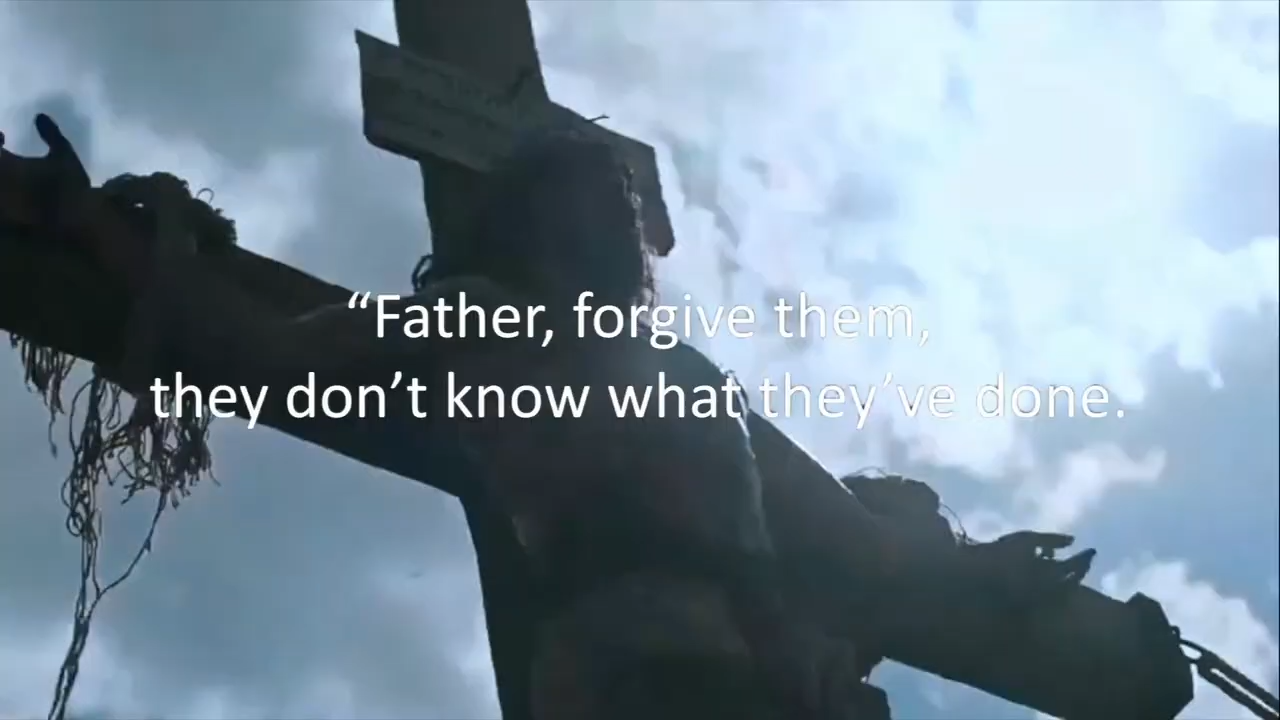 “Father, forgive them,
they don’t know what they’ve done.